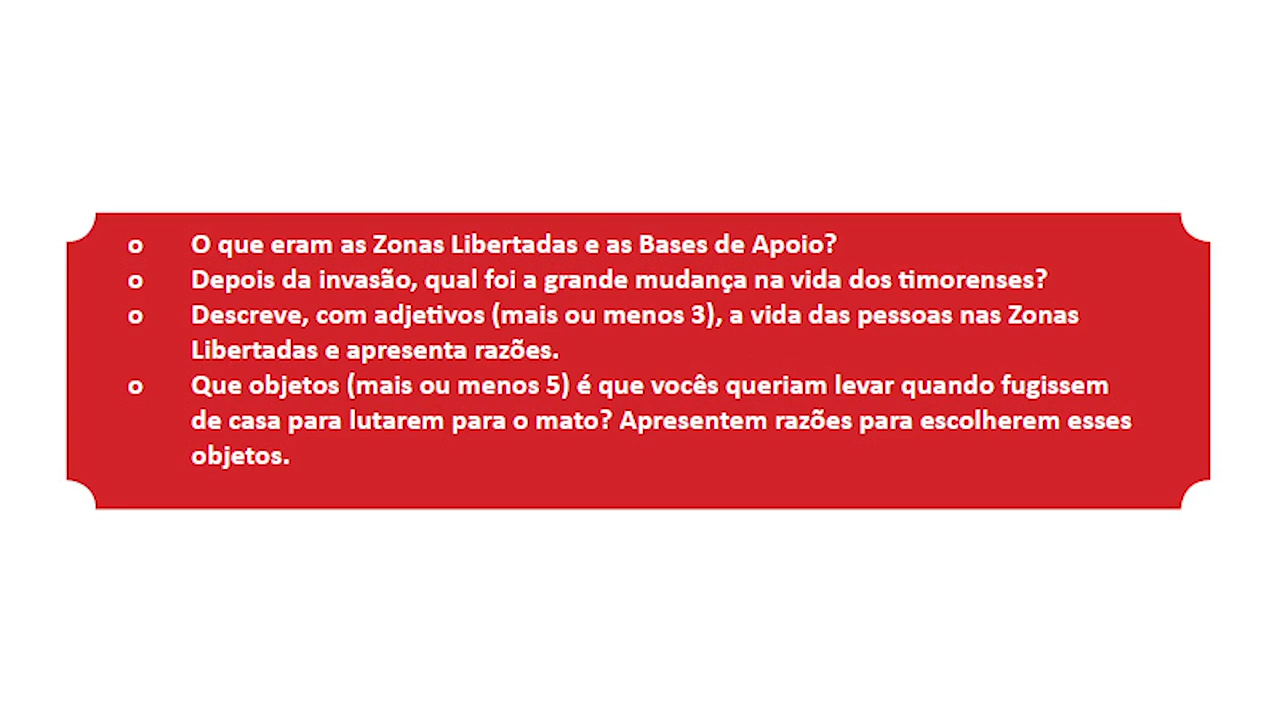 o O que eram as Zonas Libertadas e as Bases de Apoio?
o Depois da invasão, qual foi a grande mudança na vida dos timorenses?
o Descreve, com adjetivos (mais ou menos 3), a vida das pessoas nas Zonas
Libertadas e apresenta razões.
o Que objetos (mais ou menos 5) é que vocês queriam levar quando fugissem
de casa para lutarem para o mato? Apresentem razões para escolherem esses
objetos.